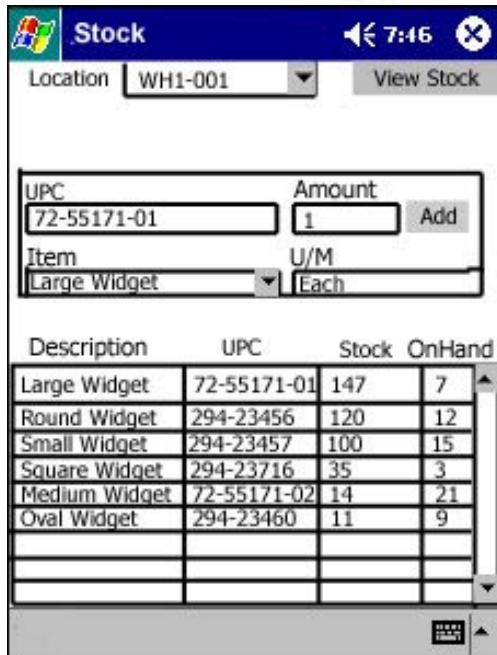 Stock 7:46
Location WH1-001 View Stock
UPC Amount
72-55171-01 1 Add
Item U/M
Large Widget Each
Description UPC Stock OnHand
Large Widget 72-55171-01 147 7
Round Widget 294-23456 120 12
Small Widget 294-23457 100 15
Square Widget 294-23716 35 3
Medium Widget 72-55171-02 14 21
Oval Widget 294-23460 11 9